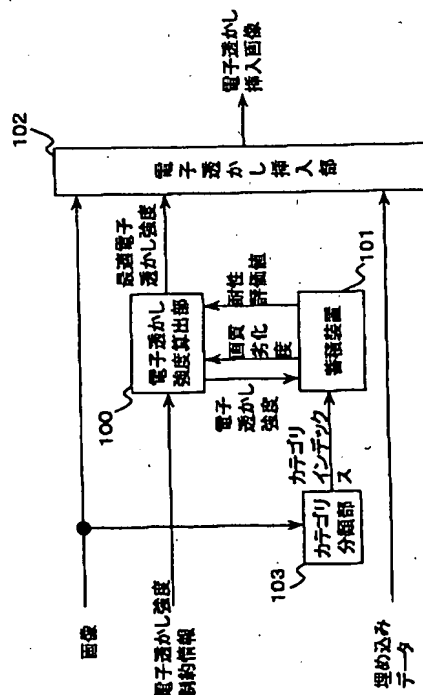 画像
電子透かし強度
制約情報
埋め込み
データ
103
カテゴリ
分類部
カテゴリ
インデック
ス
100
電子透かし
強度算出部
電子
透かし
強度
画質
劣化
度
耐性
評価値
蓄積装置
101
最適電子
透かし強度
102
電子透かし挿入部
電子透かし
挿入画像